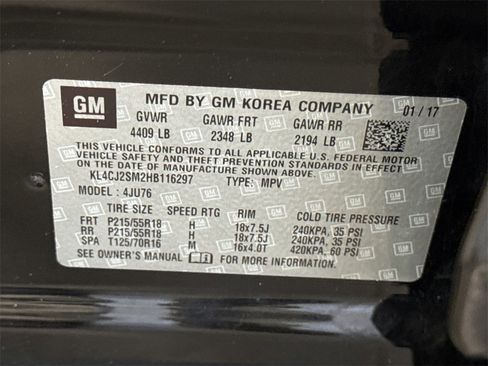 GM MFD BY GM KOREA COMPANY 01/17
GVWR GAWR FRT GAWR RR
4409 LB 2348 LB 2194 LB
THIS VEHICLE CONFORMS TO ALL APPLICABLE U.S. FEDERAL MOTOR
VEHICLE SAFETY AND THEFT PREVENTION STANDARDS IN EFFECT ON
THE DATE OF MANUFACTURE SHOWN ABOVE.
KL4CJ2SM2HB116297 TYPE: MPV
MODEL: 4JU76
TIRE SIZE SPEED RTG RIM COLD TIRE PRESSURE
FRT P215/55R18 H 18x7.5J 240KPA, 35 PSI
RR P215/55R18 H 18x7.5J 240KPA, 35 PSI
SPA T125/70R16 M 16x4.0T 420KPA, 60 PSI
SEE OWNER'S MANUAL FOR MORE INFORMATION